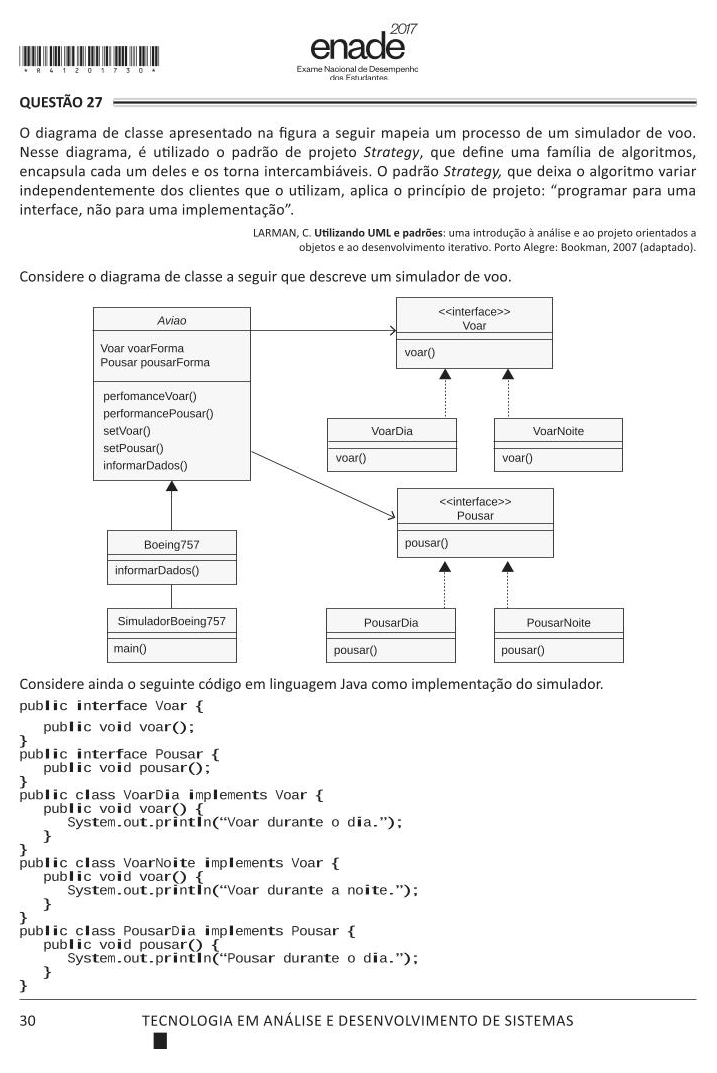 2017
enade
Exame Nacional de Desempenho
dos Estudantes
*R41201730*
QUESTÃO 27
O diagrama de classe apresentado na figura a seguir mapeia um processo de um simulador de voo.
Nesse diagrama, é utilizado o padrão de projeto Strategy, que define uma família de algoritmos,
encapsula cada um deles e os torna intercambiáveis. O padrão Strategy, que deixa o algoritmo variar
independentemente dos clientes que o utilizam, aplica o princípio de projeto: “programar para uma
interface, não para uma implementação”.
LARMAN, C. Utilizando UML e padrões: uma introdução à análise e ao projeto orientados a
objetos e ao desenvolvimento iterativo. Porto Alegre: Bookman, 2007 (adaptado).
Considere o diagrama de classe a seguir que descreve um simulador de voo.
Aviao
Voar voarForma
Pousar pousarForma
perfomanceVoar()
performancePousar()
setVoar()
setPousar()
informarDados()
<<interface>>
Voar
voar()
VoarDia
voar()
VoarNoite
voar()
<<interface>>
Pousar
pousar()
Boeing757
informarDados()
SimuladorBoeing757
main()
PousarDia
pousar()
PousarNoite
pousar()
Considere ainda o seguinte código em linguagem Java como implementação do simulador.
public interface Voar {
public void voar();
}
public interface Pousar {
public void pousar();
}
public class VoarDia implements Voar {
public void voar() {
System.out.println(“Voar durante o dia.”);
}
}
public class VoarNoite implements Voar {
public void voar() {
System.out.println(“Voar durante a noite.”);
}
}
public class PousarDia implements Pousar {
public void pousar() {
System.out.println(“Pousar durante o dia.”);
}
}
30
TECNOLOGIA EM ANÁLISE E DESENVOLVIMENTO DE SISTEMAS